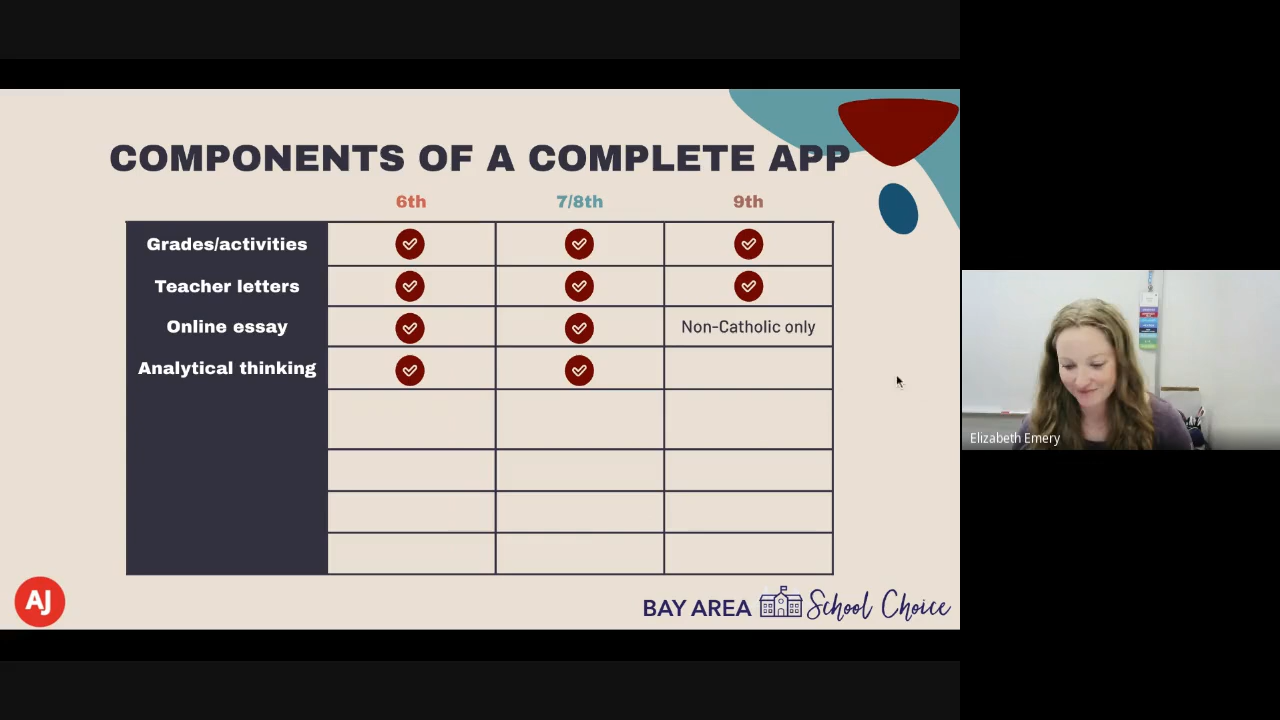 COMPONENTS OF A COMPLETE APP
6th 7/8th 9th
Grades/activities
Teacher letters
Online essay Non-Catholic only
Analytical thinking
AJ
BAY AREA School Choice
Elizabeth Emery